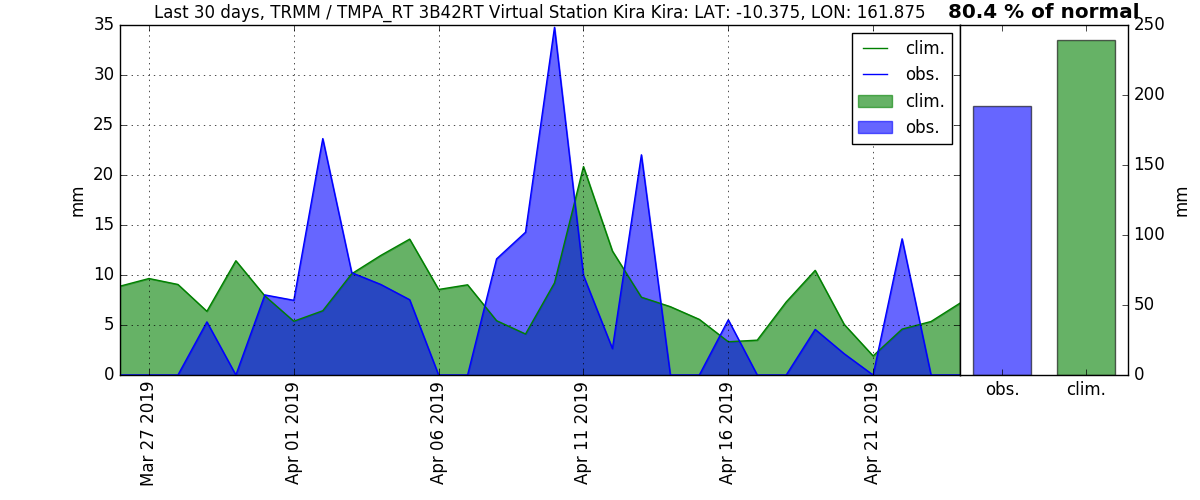 Last 30 days, TRMM / TMPA_RT 3B42RT Virtual Station Kira Kira: LAT: -10.375, LON: 161.875
80.4 % of normal
35
30
25
20
15
10
5
0
mm
clim.
obs.
clim.
obs.
Mar 27 2019
Apr 01 2019
Apr 06 2019
Apr 11 2019
Apr 16 2019
Apr 21 2019
250
200
150
100
50
0
mm
obs.
clim.